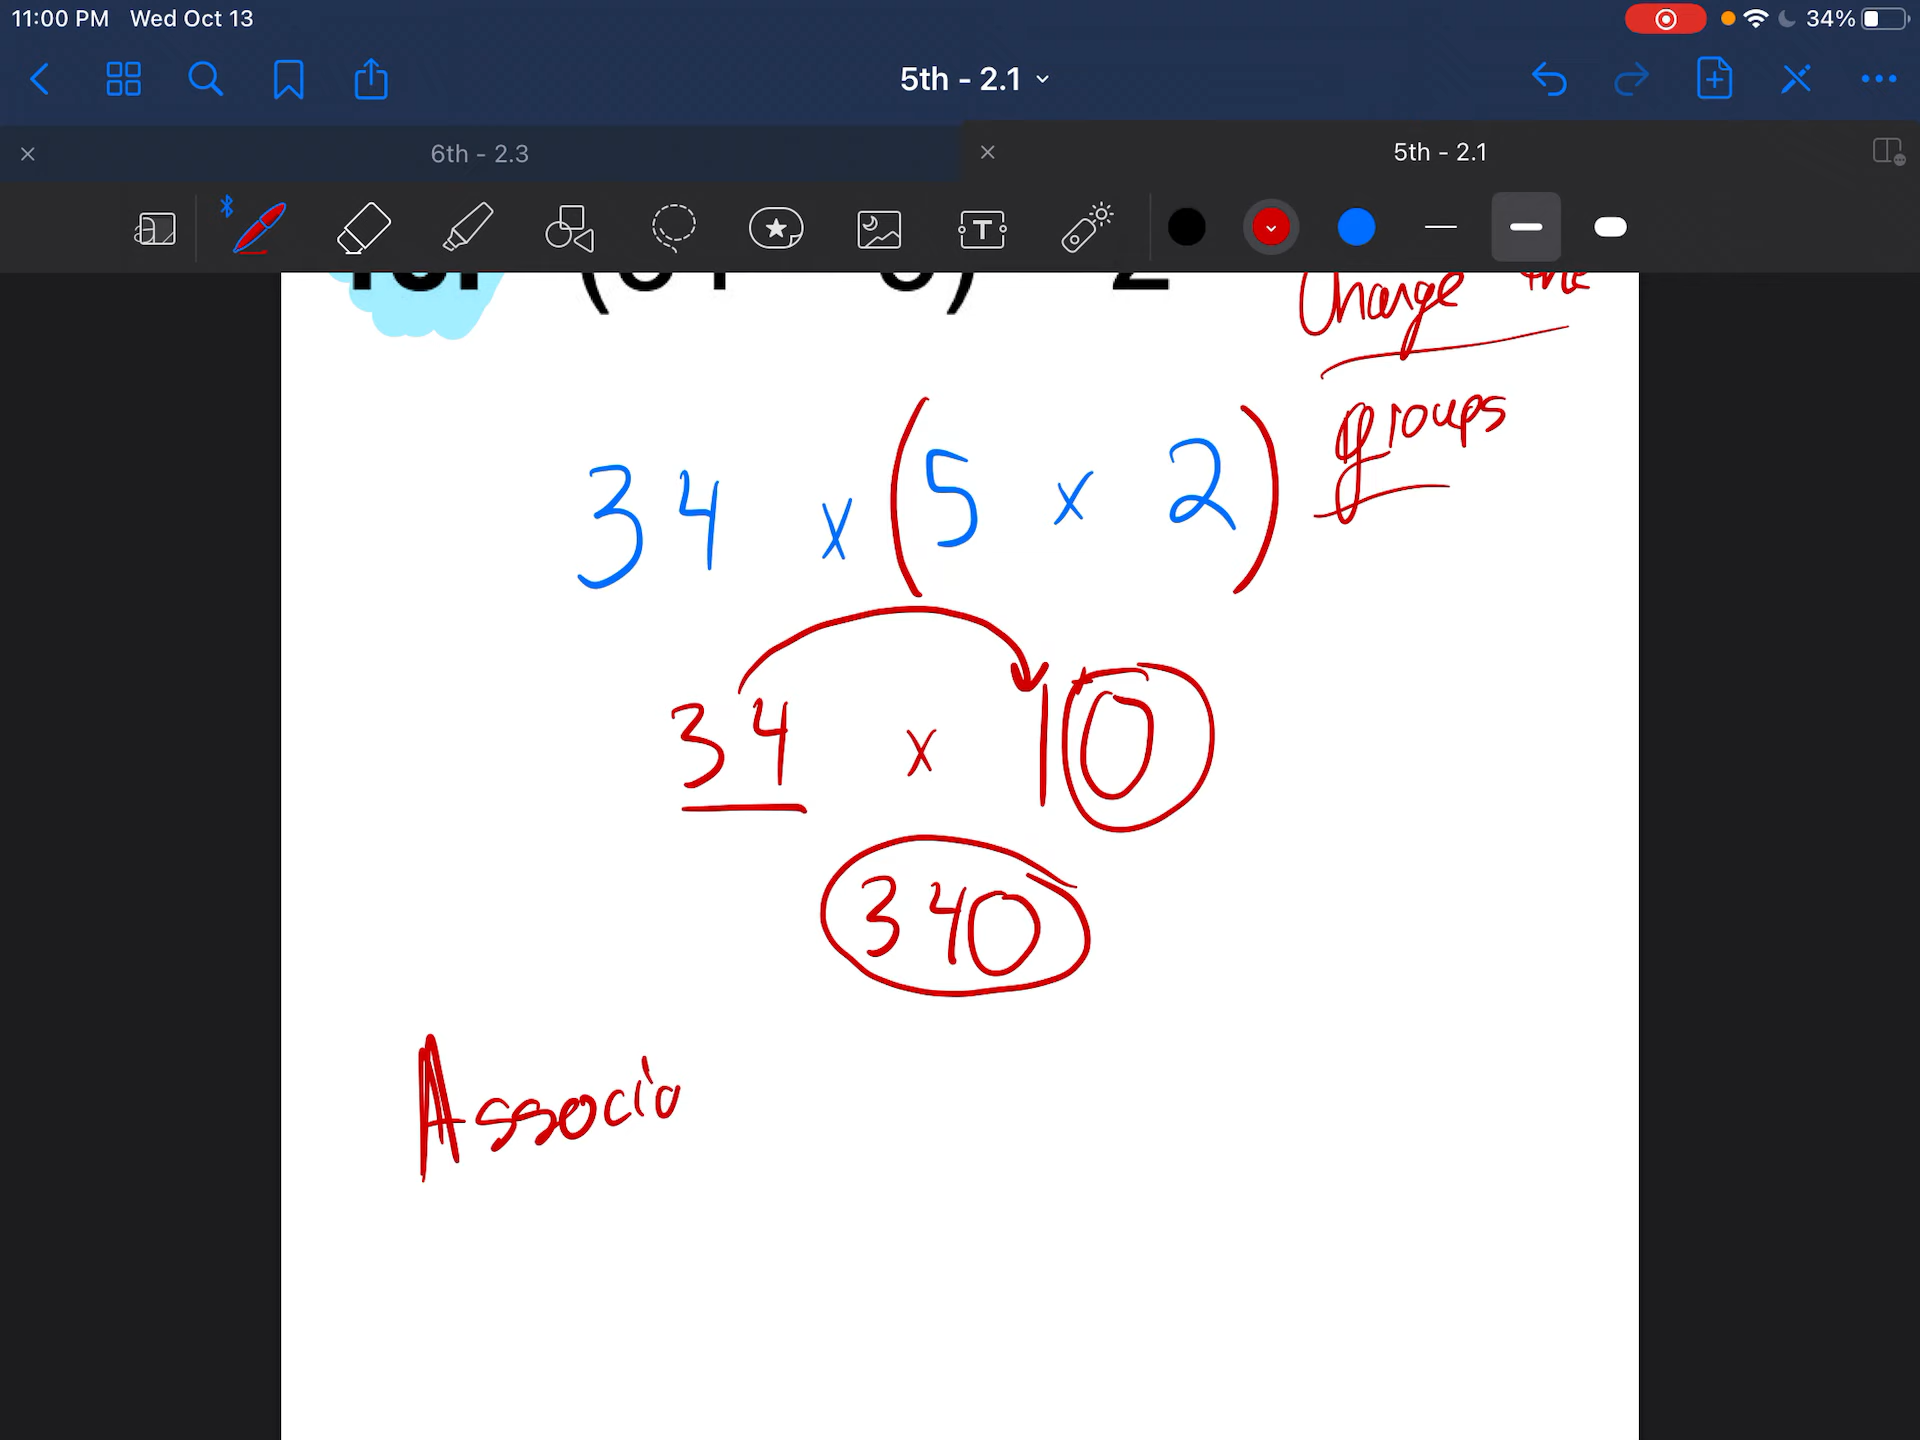 11:00 PM Wed Oct 13
34%
5th - 2.1
6th - 2.3
5th - 2.1
Change the
groups
34 x (5 x 2)
34 x 10
340
Associa